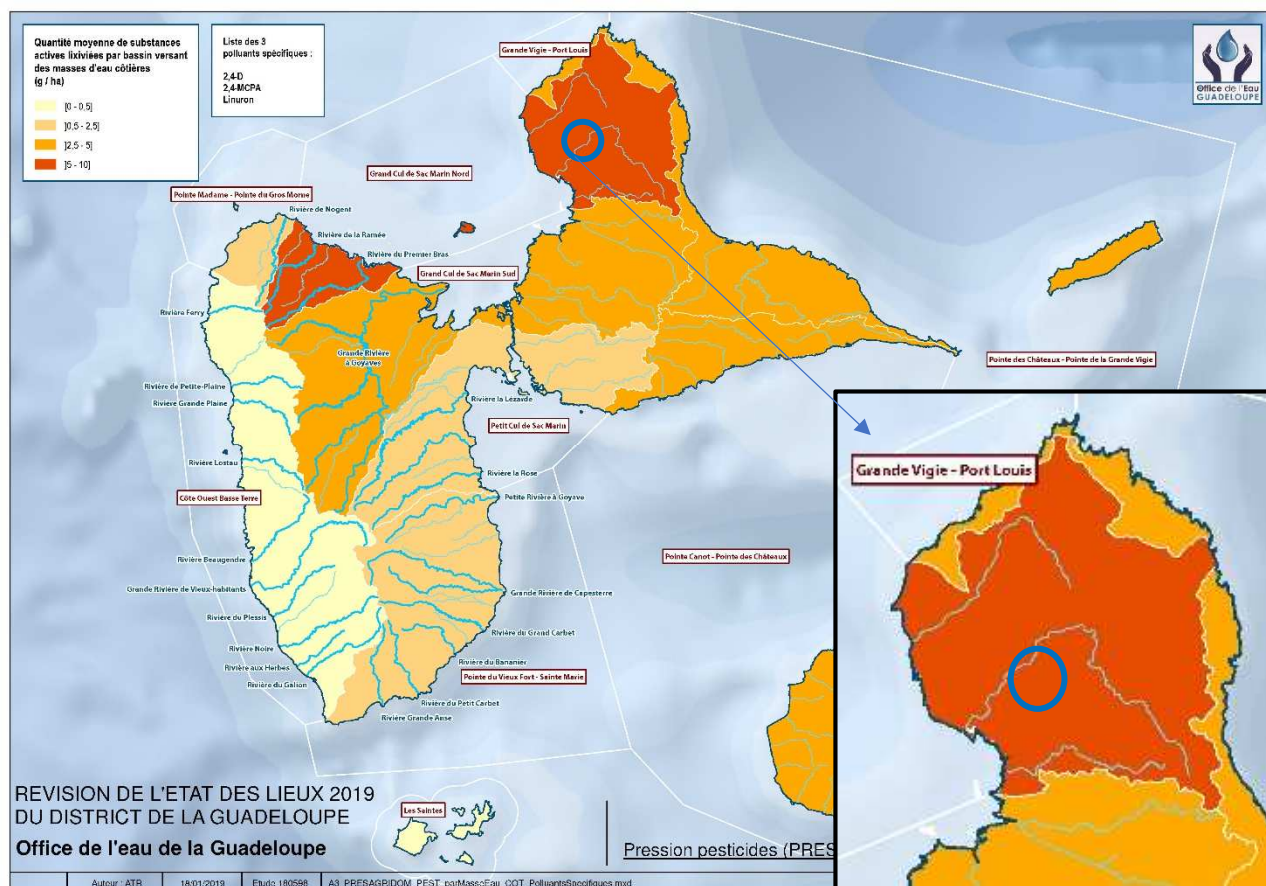 Quantité moyenne de substances
actives lixiviées par bassin versant
des masses d'eau côtières
(g / ha)
[0 - 0,5]
]0,5 - 2,5]
]2,5 - 5]
]5 - 10]
Liste des 3
polluants spécifiques :
2,4-D
2,4-MCPA
Linuron
Office de l'Eau
GUADELOUPE
Grande Vigie - Port Louis
Grand Cul de Sac Marin Nord
Pointe Madame - Pointe du Gros Morne
Rivière de Nogent
Rivière de la Ramée
Rivière du Premier Bras
Grand Cul de Sac Marin Sud
Rivière Ferry
Grande Rivière
à Goyaves
Pointe des Châteaux - Pointe de la Grande Vigie
Rivière de Petite-Plaine
Rivière Grande Plaine
Rivière la Lézarde
Petit Cul de Sac Marin
Rivière Lostau
Rivière la Rose
Côte Ouest Basse Terre
Petite Rivière à Goyave
Rivière Beaugendre
Pointe Canot - Pointe des Châteaux
Grande Rivière de Vieux-habitants
Grande Rivière de Capesterre
Rivière du Plessis
Rivière du Grand Carbet
Rivière Noire
Rivière du Bananier
Rivière aux Herbes
Pointe du Vieux Fort - Sainte Marie
Rivière du Galion
Rivière du Petit Carbet
Rivière Grande Anse
Grande Vigie - Port Louis
REVISION DE L'ETAT DES LIEUX 2019
DU DISTRICT DE LA GUADELOUPE
Les Saintes
Office de l'eau de la Guadeloupe
Pression pesticides (PRES
Auteur : ATR
18/01/2019
Etude 180598
A3_PRESAGRIDOM_PEST_parMasseEau_COT_PolluantsSpecifiques.mxd